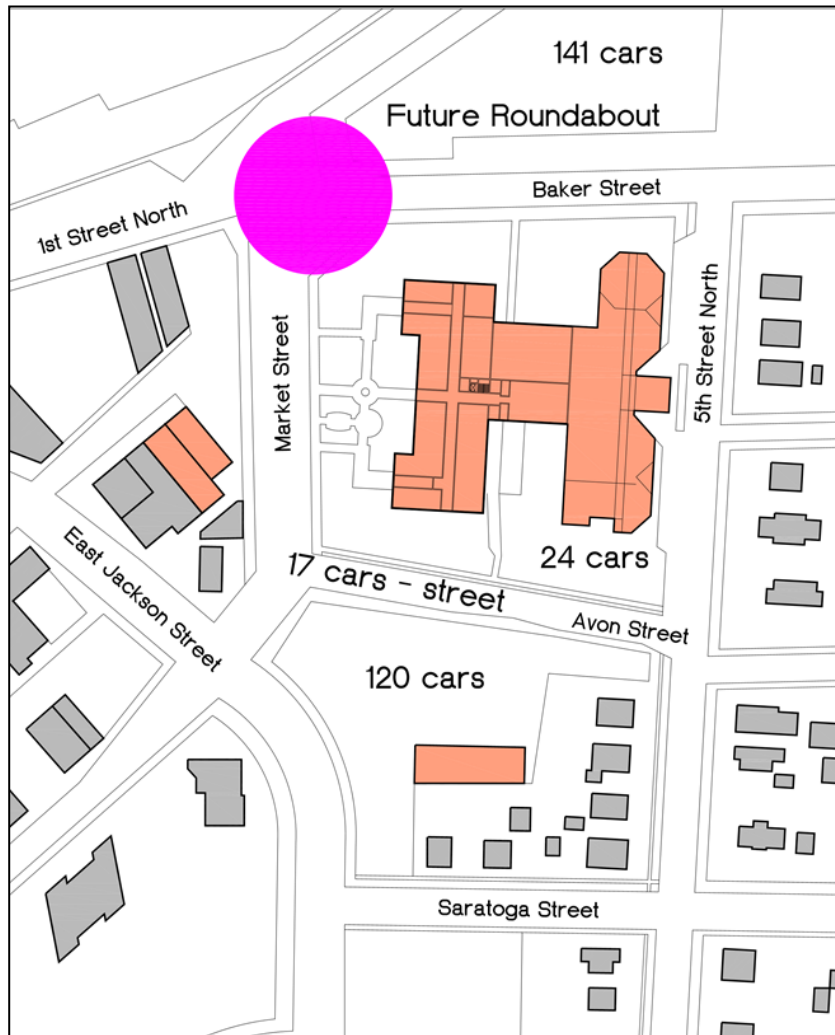 141 cars
Future Roundabout
Baker Street
1st Street North
Market Street
5th Street North
24 cars
17 cars - street
East Jackson Street
Avon Street
120 cars
Saratoga Street